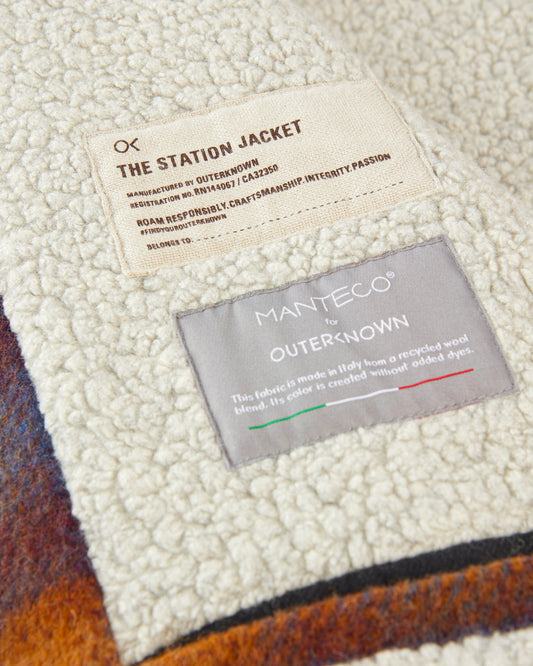 OK
THE STATION JACKET
MANUFACTURED BY OUTERKNOWN
REGISTRATION NO. RN144067 / CA32350
ROAM RESPONSIBLY. CRAFTSMANSHIP. INTEGRITY. PASSION
#FINDYOUROUTERKNOWN
BELONGS TO:
MANTECO®
for
OUTERKNOWN
This fabric is made in Italy from a recycled wool
blend. Its color is created without added dyes.